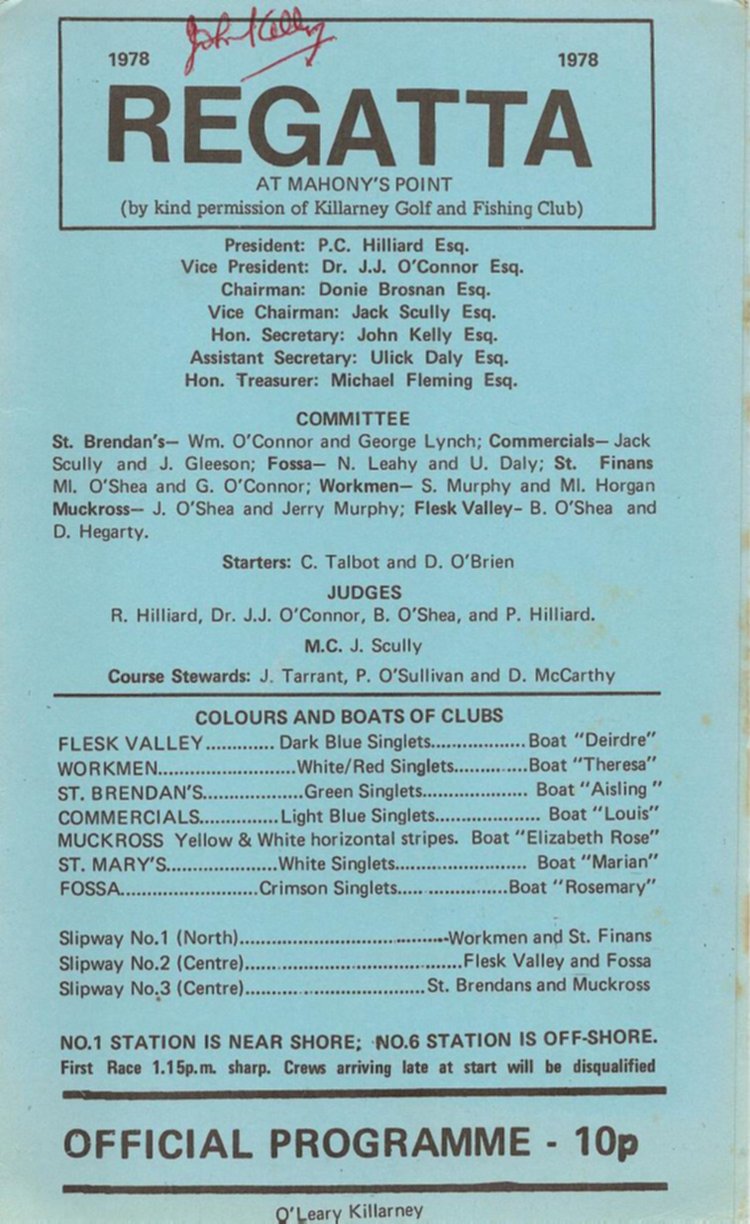 John Kelly
1978 1978
REGATTA
AT MAHONY'S POINT
(by kind permission of Killarney Golf and Fishing Club)
President: P.C. Hilliard Esq.
Vice President: Dr. J.J. O'Connor Esq.
Chairman: Donie Brosnan Esq.
Vice Chairman: Jack Scully Esq.
Hon. Secretary: John Kelly Esq.
Assistant Secretary: Ulick Daly Esq.
Hon. Treasurer: Michael Fleming Esq.
COMMITTEE
St. Brendan's— Wm. O'Connor and George Lynch; Commercials— Jack
Scully and J. Gleeson; Fossa— N. Leahy and U. Daly; St. Finans
Ml. O'Shea and G. O'Connor; Workmen— S. Murphy and Ml. Horgan
Muckross— J. O'Shea and Jerry Murphy; Flesk Valley– B. O'Shea and
D. Hegarty.
Starters: C. Talbot and D. O'Brien
JUDGES
R. Hilliard, Dr. J.J. O'Connor, B. O'Shea, and P. Hilliard.
M.C. J. Scully
Course Stewards: J. Tarrant, P. O'Sullivan and D. McCarthy
COLOURS AND BOATS OF CLUBS
FLESK VALLEY............. Dark Blue Singlets..................Boat "Deirdre"
WORKMEN..........................White/Red Singlets..............Boat "Theresa"
ST. BRENDAN'S...................Green Singlets..................... Boat "Aisling "
COMMERCIALS...............Light Blue Singlets.................... Boat "Louis"
MUCKROSS Yellow & White horizontal stripes. Boat "Elizabeth Rose"
ST. MARY'S.....................White Singlets......................... Boat "Marian"
FOSSA..........................Crimson Singlets.....................Boat "Rosemary"
Slipway No.1 (North).......................................Workmen and St. Finans
Slipway No.2 (Centre).........................................Flesk Valley and Fossa
Slipway No.3 (Centre)..................................St. Brendans and Muckross
NO.1 STATION IS NEAR SHORE; NO.6 STATION IS OFF-SHORE.
First Race 1.15p.m. sharp. Crews arriving late at start will be disqualified
OFFICIAL PROGRAMME - 10p
O'Leary Killarney